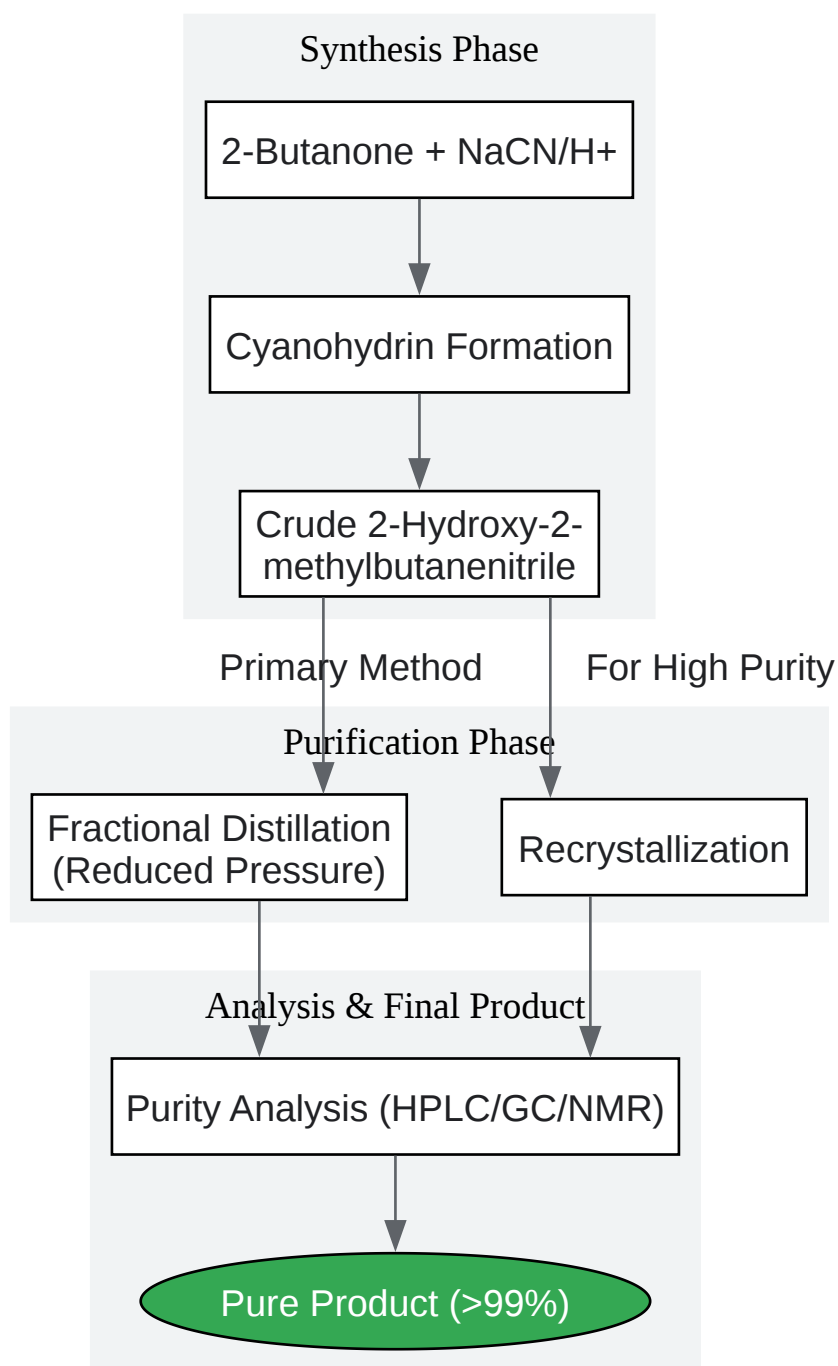 Synthesis Phase
2-Butanone + NaCN/H+
Cyanohydrin Formation
Crude 2-Hydroxy-2-
methylbutanenitrile
Primary Method
For High Purity
Purification Phase
Fractional Distillation
(Reduced Pressure)
Recrystallization
Analysis & Final Product
Purity Analysis (HPLC/GC/NMR)
Pure Product (>99%)